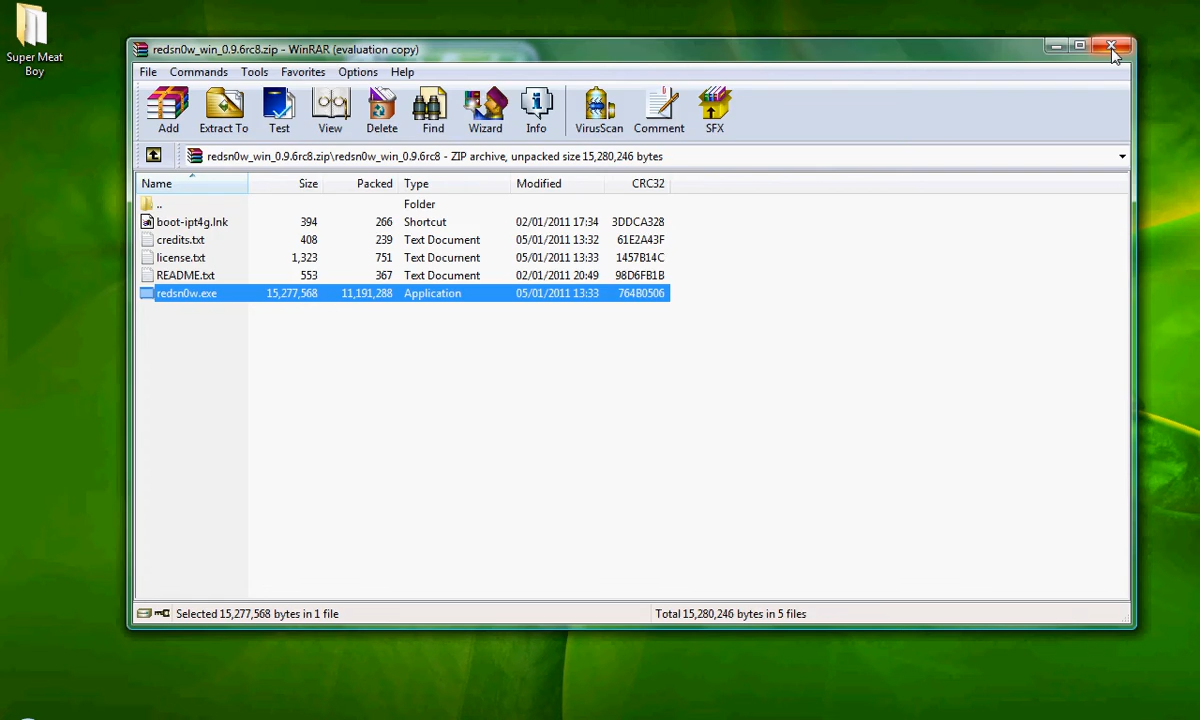 Super Meat
Boy
redsn0w_win_0.9.6rc8.zip - WinRAR (evaluation copy)
File Commands Tools Favorites Options Help
Add Extract To Test View Delete Find Wizard Info VirusScan Comment SFX
redsn0w_win_0.9.6rc8.zip\redsn0w_win_0.9.6rc8 - ZIP archive, unpacked size 15,280,246 bytes
Name Size Packed Type Modified CRC32
.. Folder
boot-ipt4g.lnk 394 266 Shortcut 02/01/2011 17:34 3DDCA328
credits.txt 408 239 Text Document 05/01/2011 13:32 61E2A43F
license.txt 1,323 751 Text Document 05/01/2011 13:33 1457B14C
README.txt 553 367 Text Document 02/01/2011 20:49 98D6FB1B
redsn0w.exe 15,277,568 11,191,288 Application 05/01/2011 13:33 764B0506
Selected 15,277,568 bytes in 1 file Total 15,280,246 bytes in 5 files